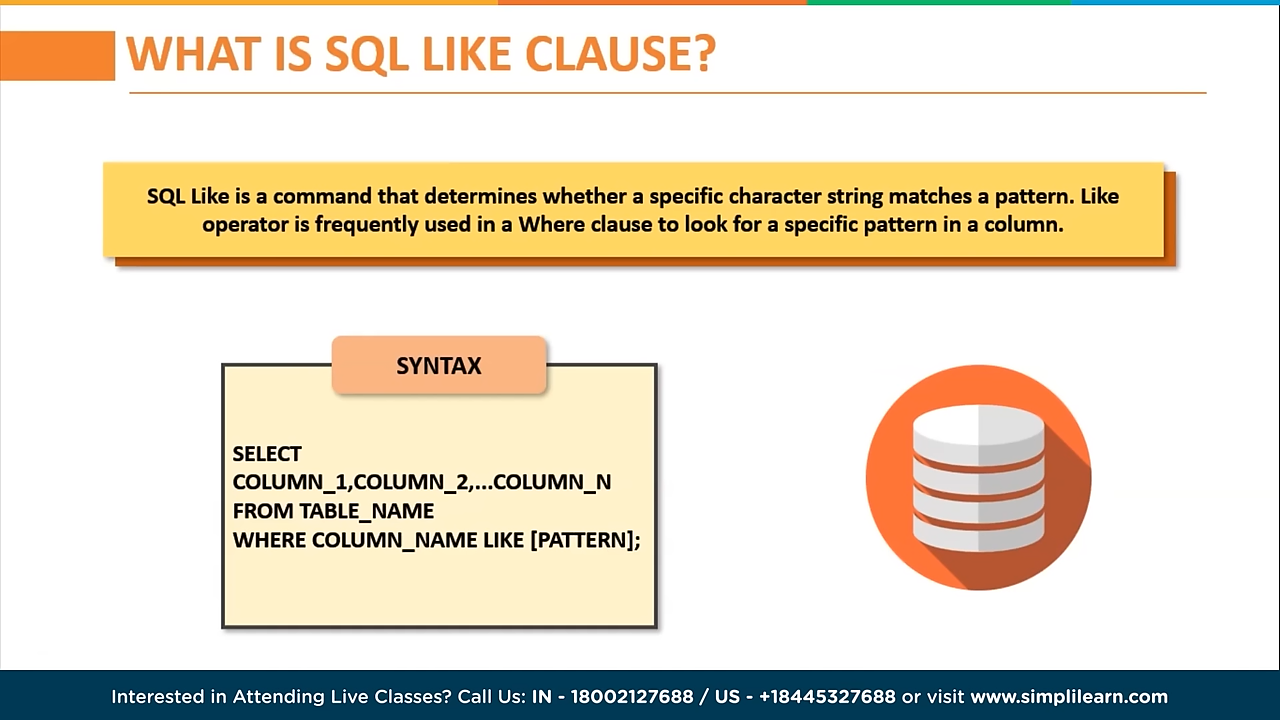 WHAT IS SQL LIKE CLAUSE?
SQL Like is a command that determines whether a specific character string matches a pattern. Like
operator is frequently used in a Where clause to look for a specific pattern in a column.
SYNTAX
SELECT
COLUMN_1,COLUMN_2,...COLUMN_N
FROM TABLE_NAME
WHERE COLUMN_NAME LIKE [PATTERN];
Interested in Attending Live Classes? Call Us: IN - 18002127688 / US - +18445327688 or visit www.simplilearn.com